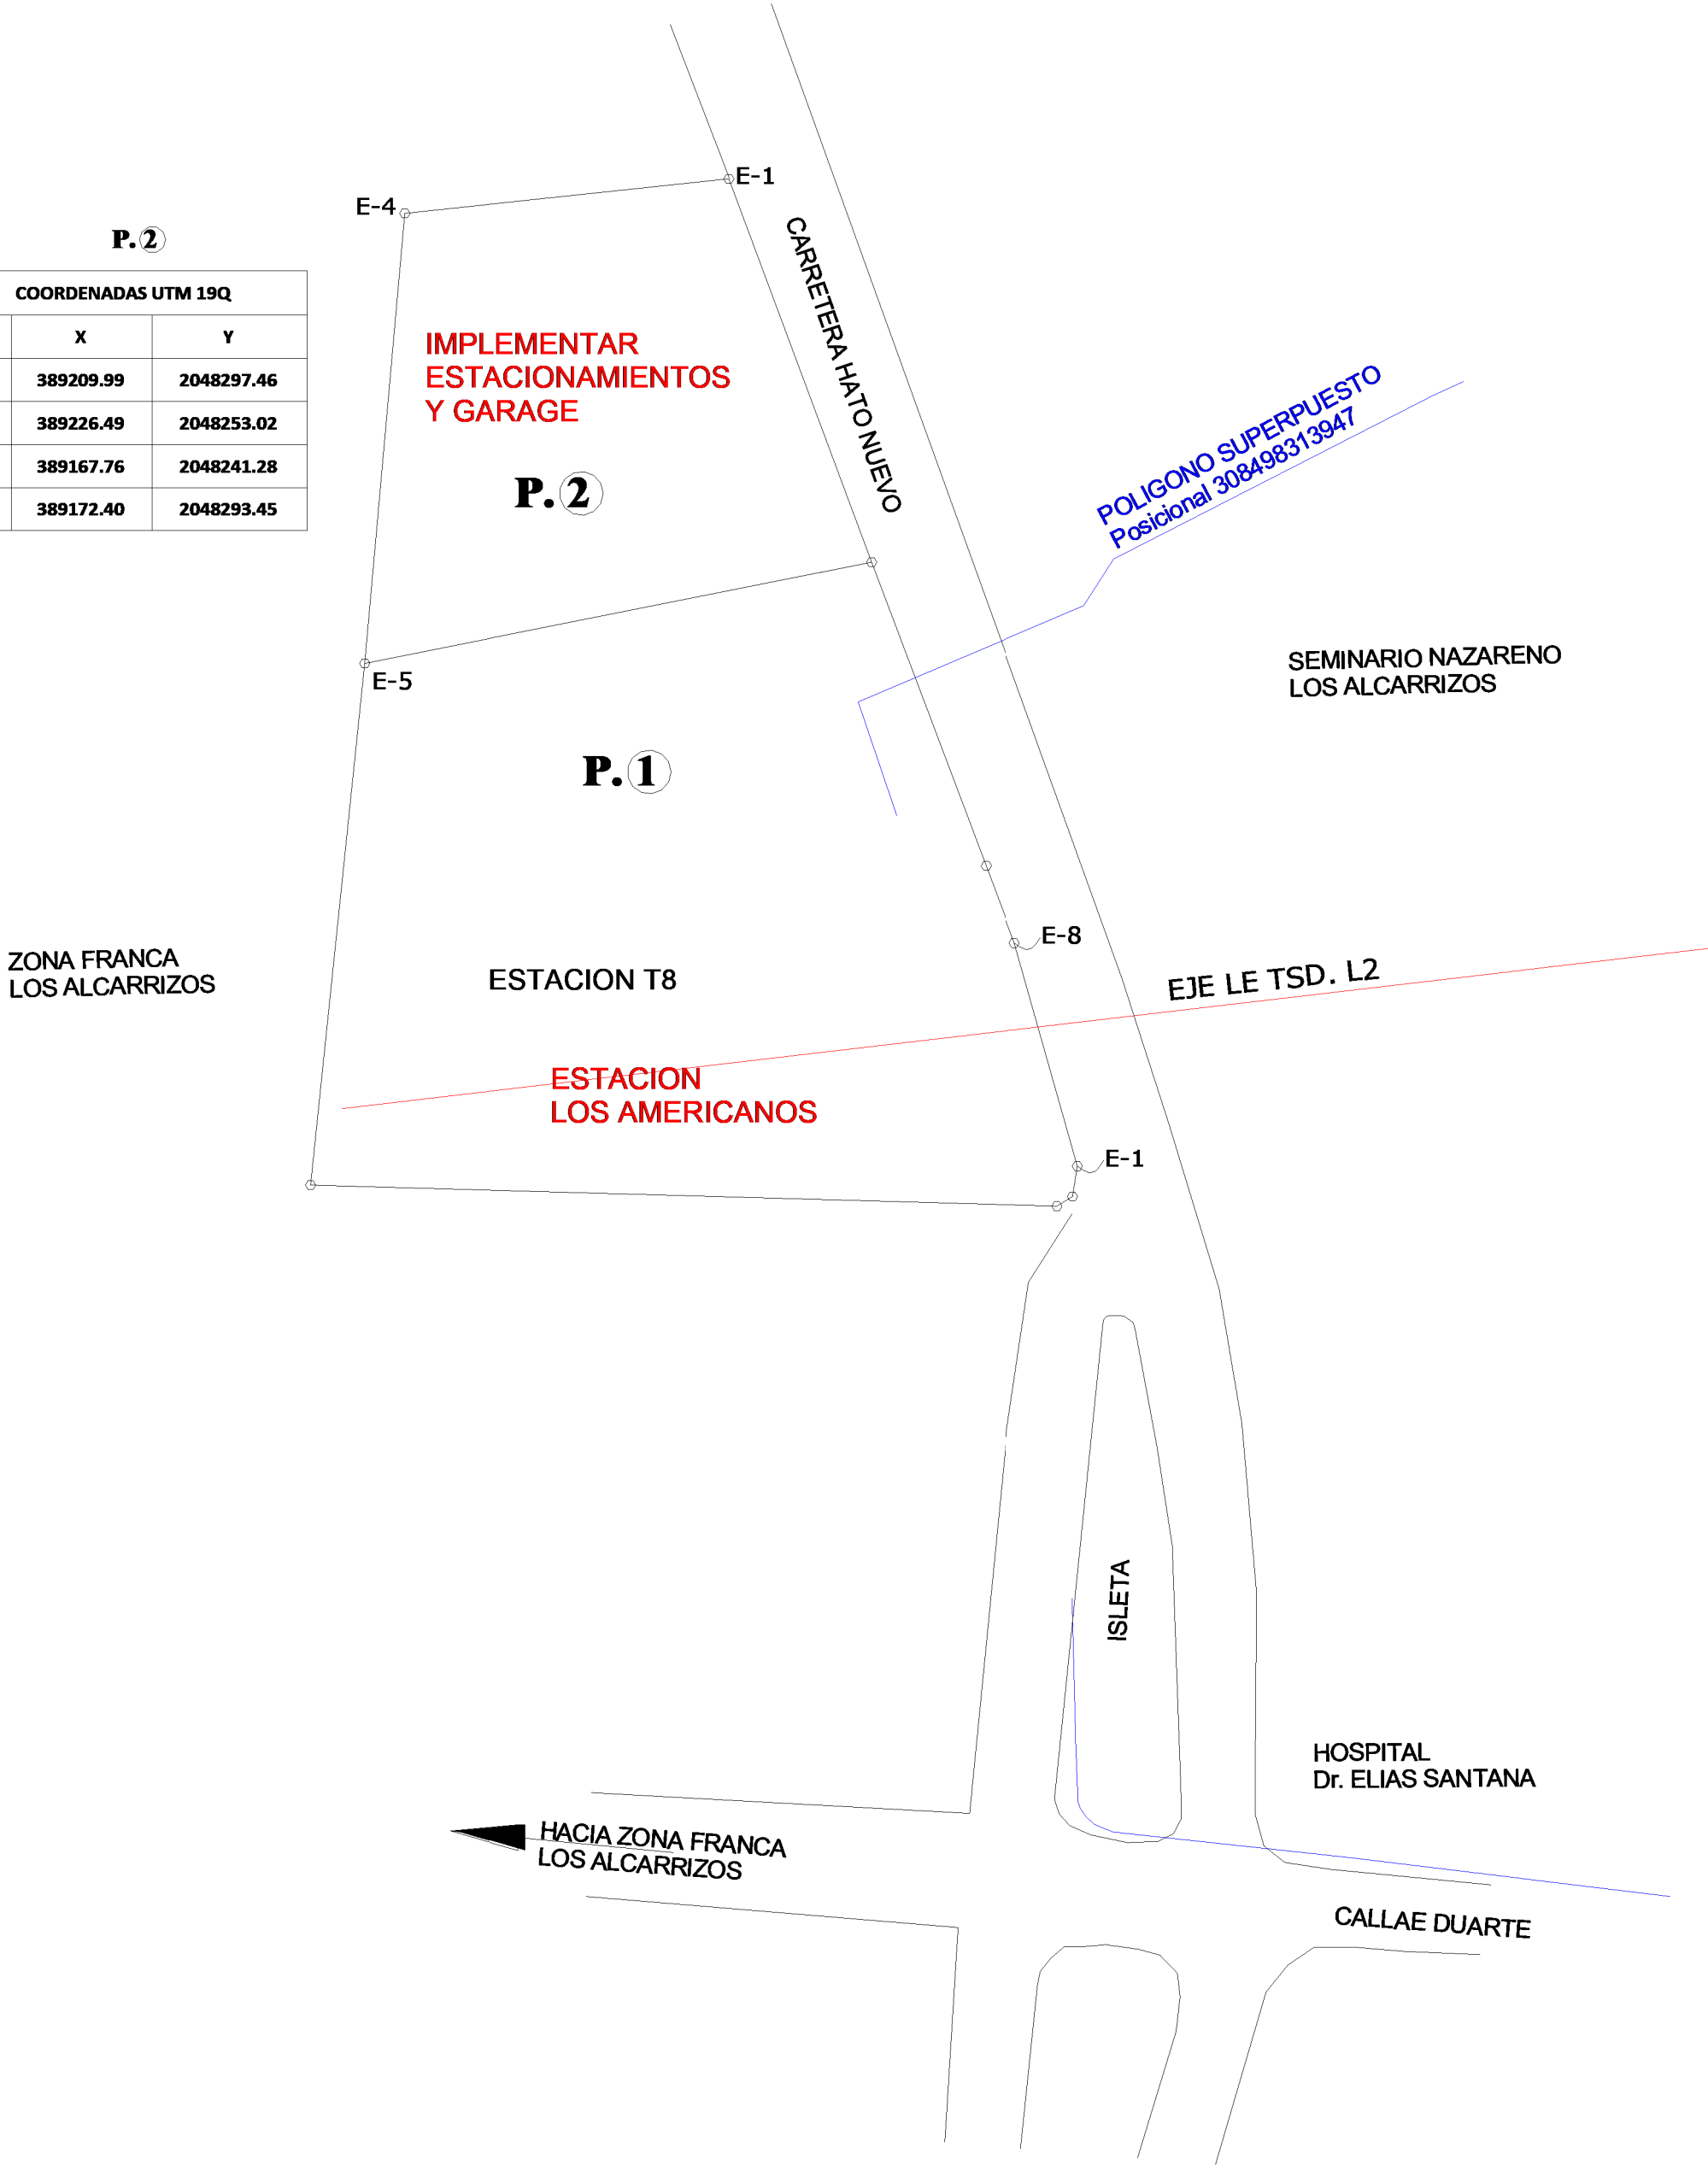 E-1
E-4
P. 2
COORDENADAS UTM 19Q
X Y
389209.99 2048297.46
389226.49 2048253.02
389167.76 2048241.28
389172.40 2048293.45
CARRETERA HATO NUEVO
IMPLEMENTAR
ESTACIONAMIENTOS
Y GARAGE
P. 2
POLIGONO SUPERPUESTO
Posicional 308498313947
SEMINARIO NAZARENO
LOS ALCARRIZOS
E-5
P. 1
E-8
ZONA FRANCA
LOS ALCARRIZOS
ESTACION T8
EJE LE TSD. L2
ESTACION
LOS AMERICANOS
E-1
ISLETA
HOSPITAL
Dr. ELIAS SANTANA
HACIA ZONA FRANCA
LOS ALCARRIZOS
CALLAE DUARTE